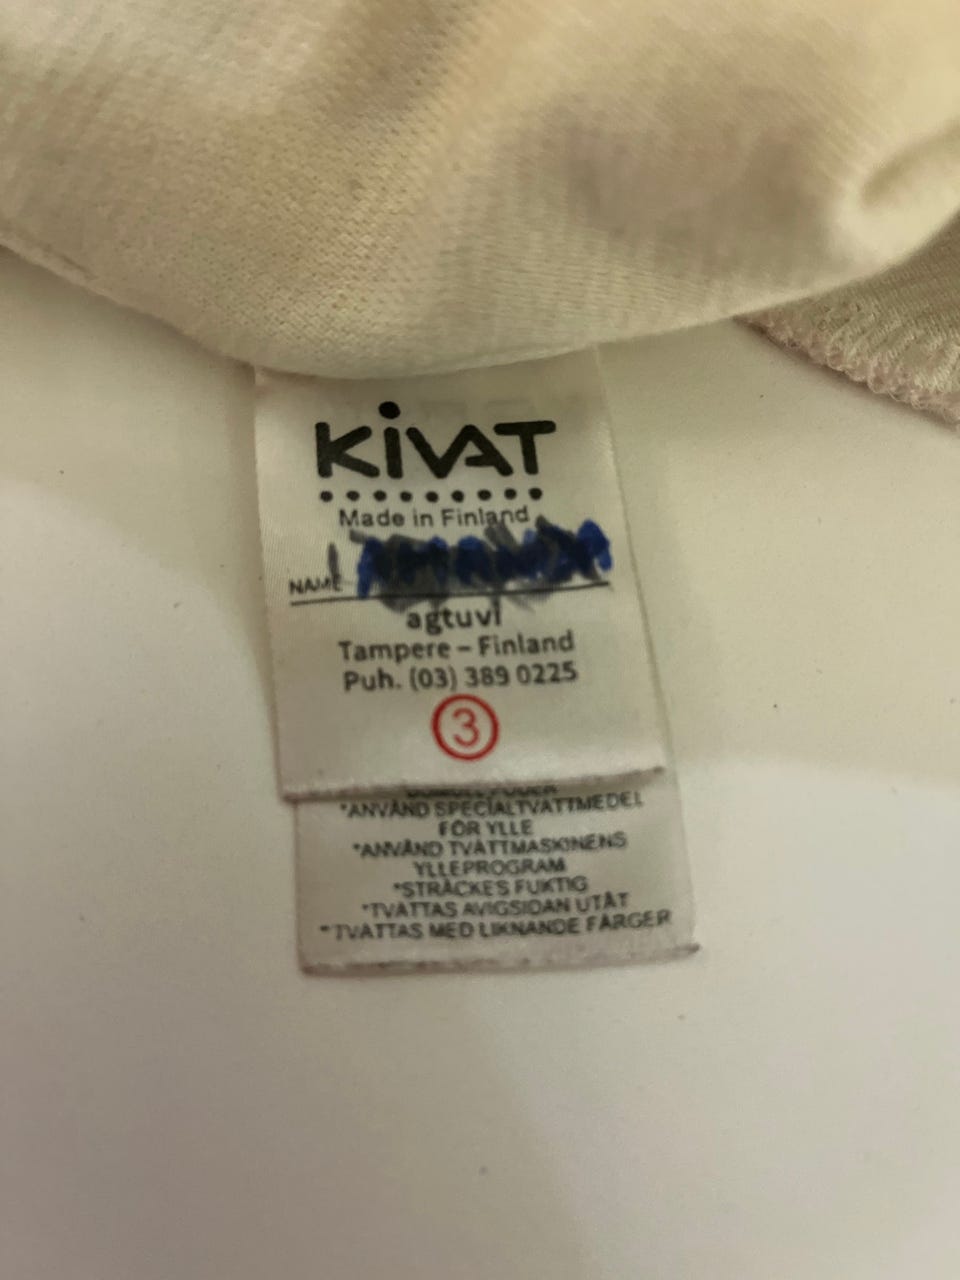 KiVAT
Made in Finland
NAME
agtuvi
Tampere – Finland
Puh. (03) 389 0225
3
*ANVÄND SPECIALTVÄTTMEDEL
FÖR YLLE
*ANVÄND TVÄTTMASKINENS
YLLEPROGRAM
*STRÄCKES FUKTIG
*TVÄTTAS AVIGSIDAN UTÅT
*TVÄTTAS MED LIKNANDE FÄRGER